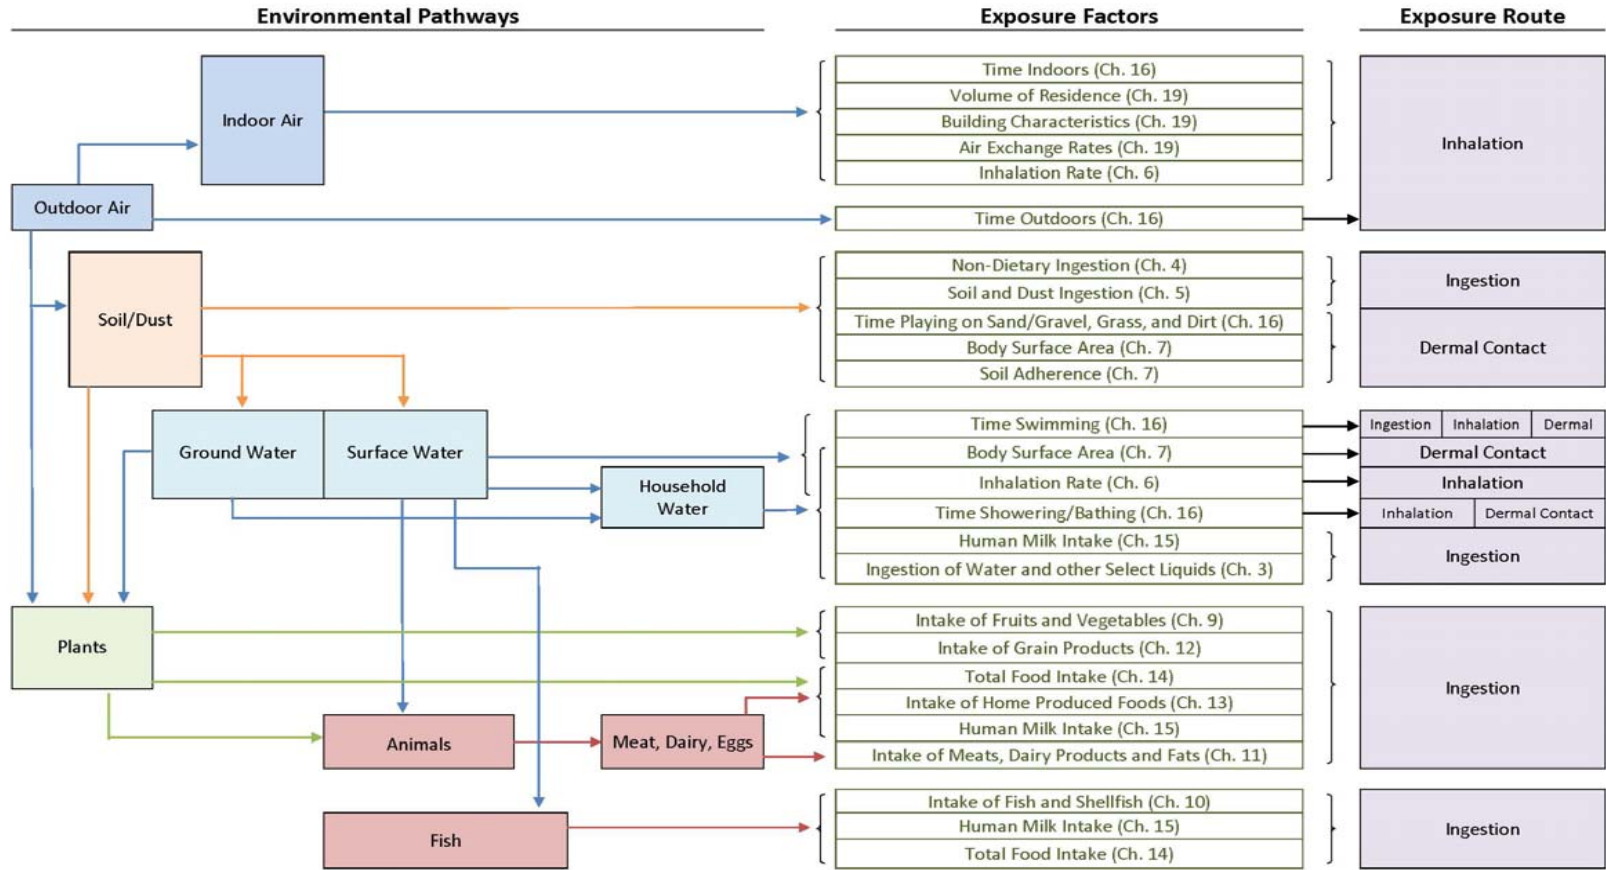 Environmental Pathways
Exposure Factors
Exposure Route
Indoor Air
Outdoor Air
Time Indoors (Ch. 16)
Volume of Residence (Ch. 19)
Building Characteristics (Ch. 19)
Air Exchange Rates (Ch. 19)
Inhalation Rate (Ch. 6)
Time Outdoors (Ch. 16)
Inhalation
Soil/Dust
Non-Dietary Ingestion (Ch. 4)
Soil and Dust Ingestion (Ch. 5)
Time Playing on Sand/Gravel, Grass, and Dirt (Ch. 16)
Body Surface Area (Ch. 7)
Soil Adherence (Ch. 7)
Ingestion
Dermal Contact
Ground Water
Surface Water
Household
Water
Time Swimming (Ch. 16)
Body Surface Area (Ch. 7)
Inhalation Rate (Ch. 6)
Time Showering/Bathing (Ch. 16)
Human Milk Intake (Ch. 15)
Ingestion of Water and other Select Liquids (Ch. 3)
Ingestion
Inhalation
Dermal
Dermal Contact
Inhalation
Inhalation
Dermal Contact
Ingestion
Plants
Animals
Meat, Dairy, Eggs
Intake of Fruits and Vegetables (Ch. 9)
Intake of Grain Products (Ch. 12)
Total Food Intake (Ch. 14)
Intake of Home Produced Foods (Ch. 13)
Human Milk Intake (Ch. 15)
Intake of Meats, Dairy Products and Fats (Ch. 11)
Ingestion
Fish
Intake of Fish and Shellfish (Ch. 10)
Human Milk Intake (Ch. 15)
Total Food Intake (Ch. 14)
Ingestion